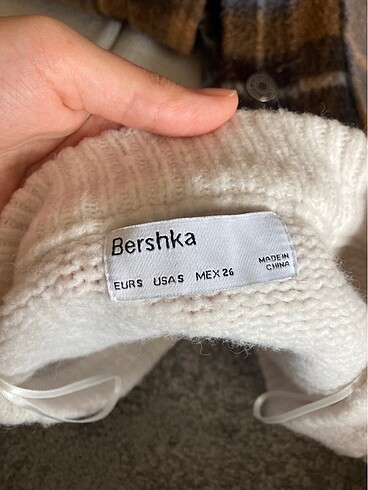 Bershka
EUR S USA S MEX 26
MADE IN
CHINA